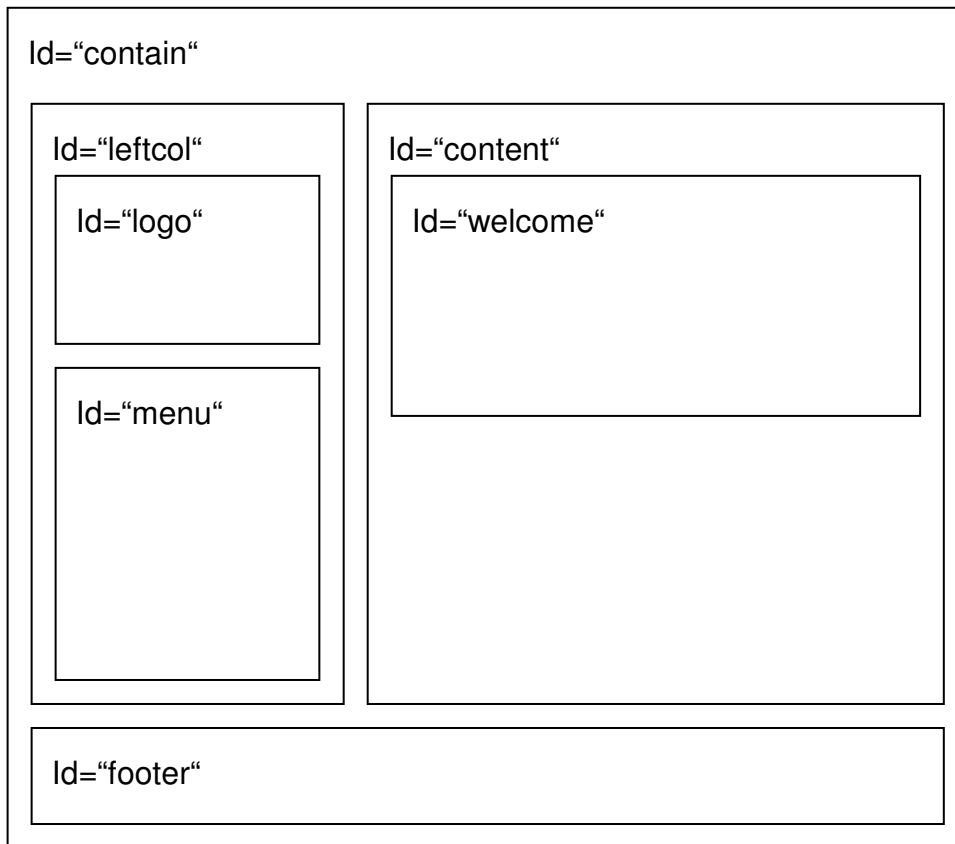 Id=“contain“
Id=“leftcol“
Id=“logo“
Id=“menu“
Id=“content“
Id=“welcome“
Id=“footer“